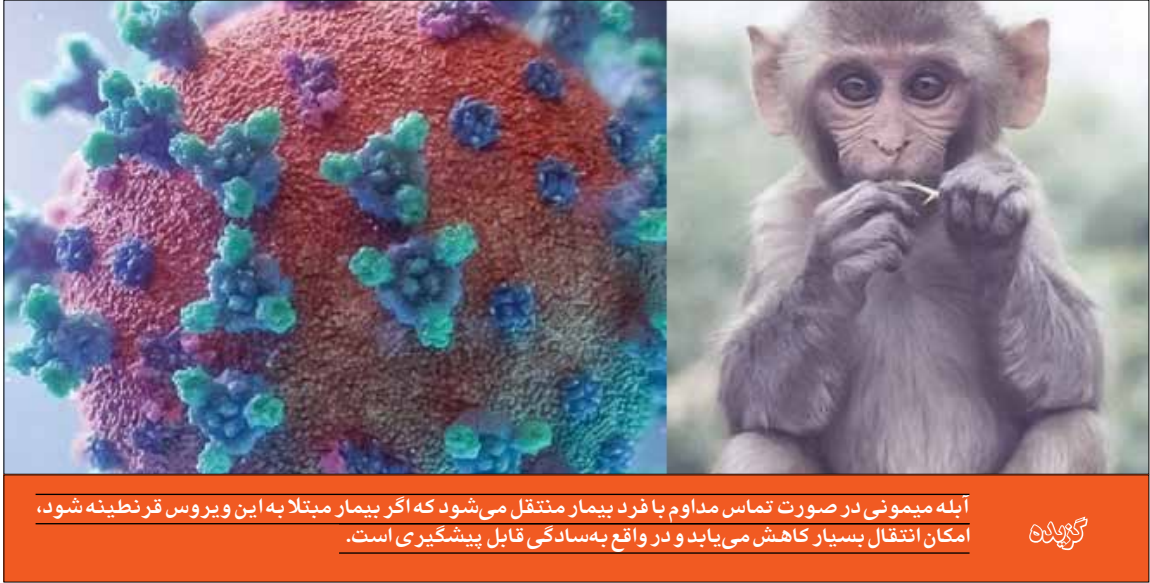 گزیده
آبله میمونی در صورت تماس مداوم با فرد بیمار منتقل می‌شود که اگر بیمار مبتلا به این ویروس قرنطینه شود،
امکان انتقال بسیار کاهش می‌یابد و در واقع به‌سادگی قابل پیشگیری است.